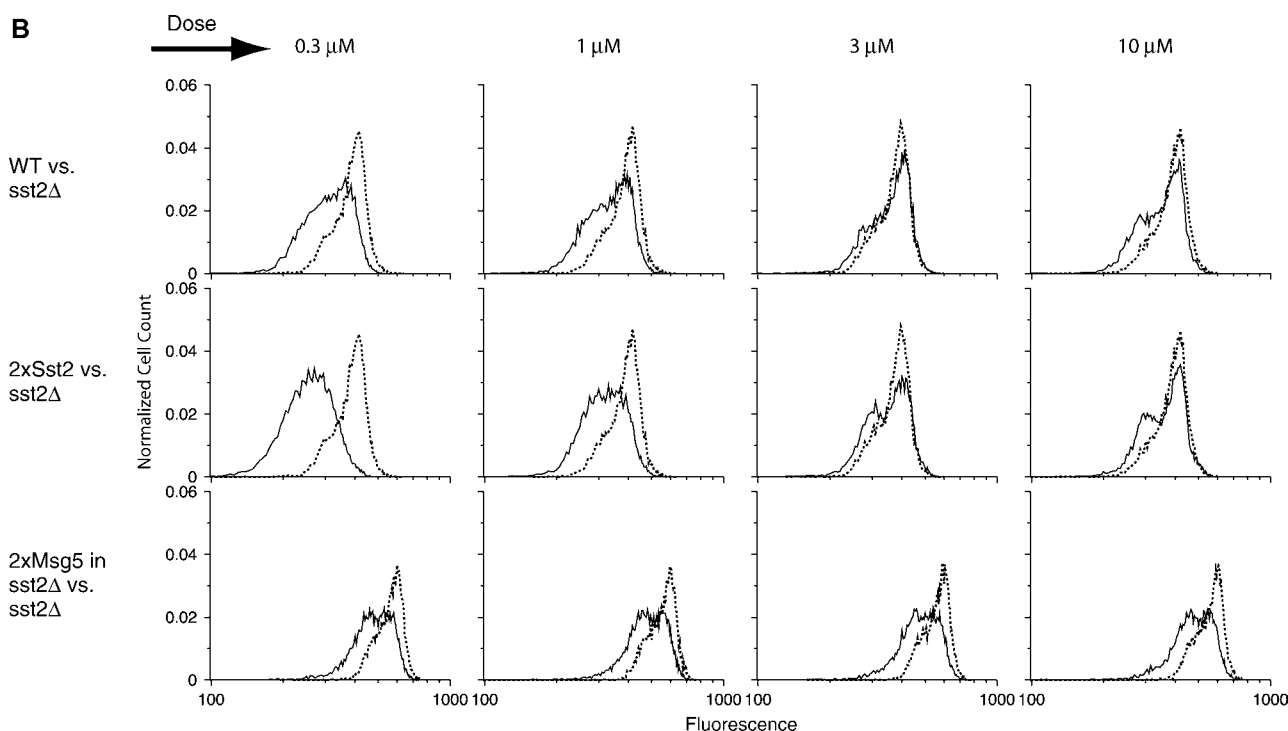 B
Dose
0.3 μM
1 μM
3 μM
10 μM
WT vs.
sst2Δ
2xSst2 vs.
sst2Δ
2xMsg5 in
sst2Δ vs.
sst2Δ
Normalized Cell Count
0.06
0.04
0.02
0
0.06
0.04
0.02
0
0.06
0.04
0.02
0
100
1000
100
1000
100
1000
100
1000
Fluorescence